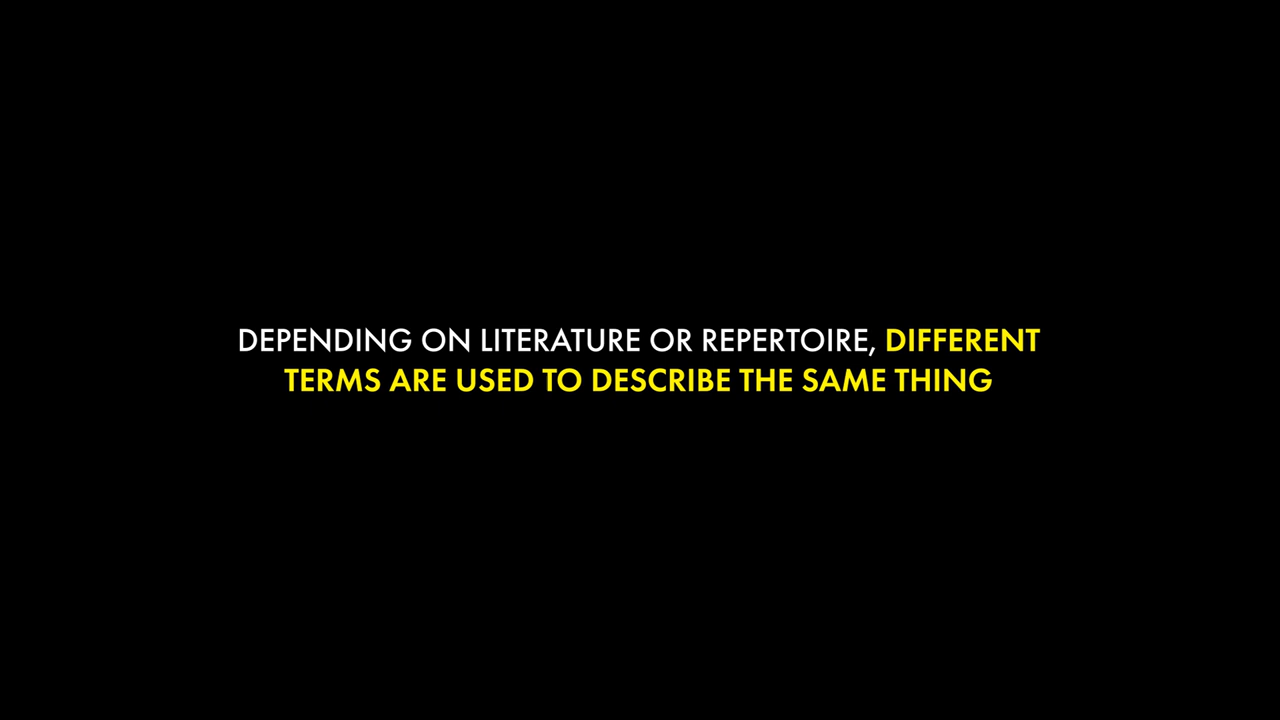 DEPENDING ON LITERATURE OR REPERTOIRE, DIFFERENT
TERMS ARE USED TO DESCRIBE THE SAME THING